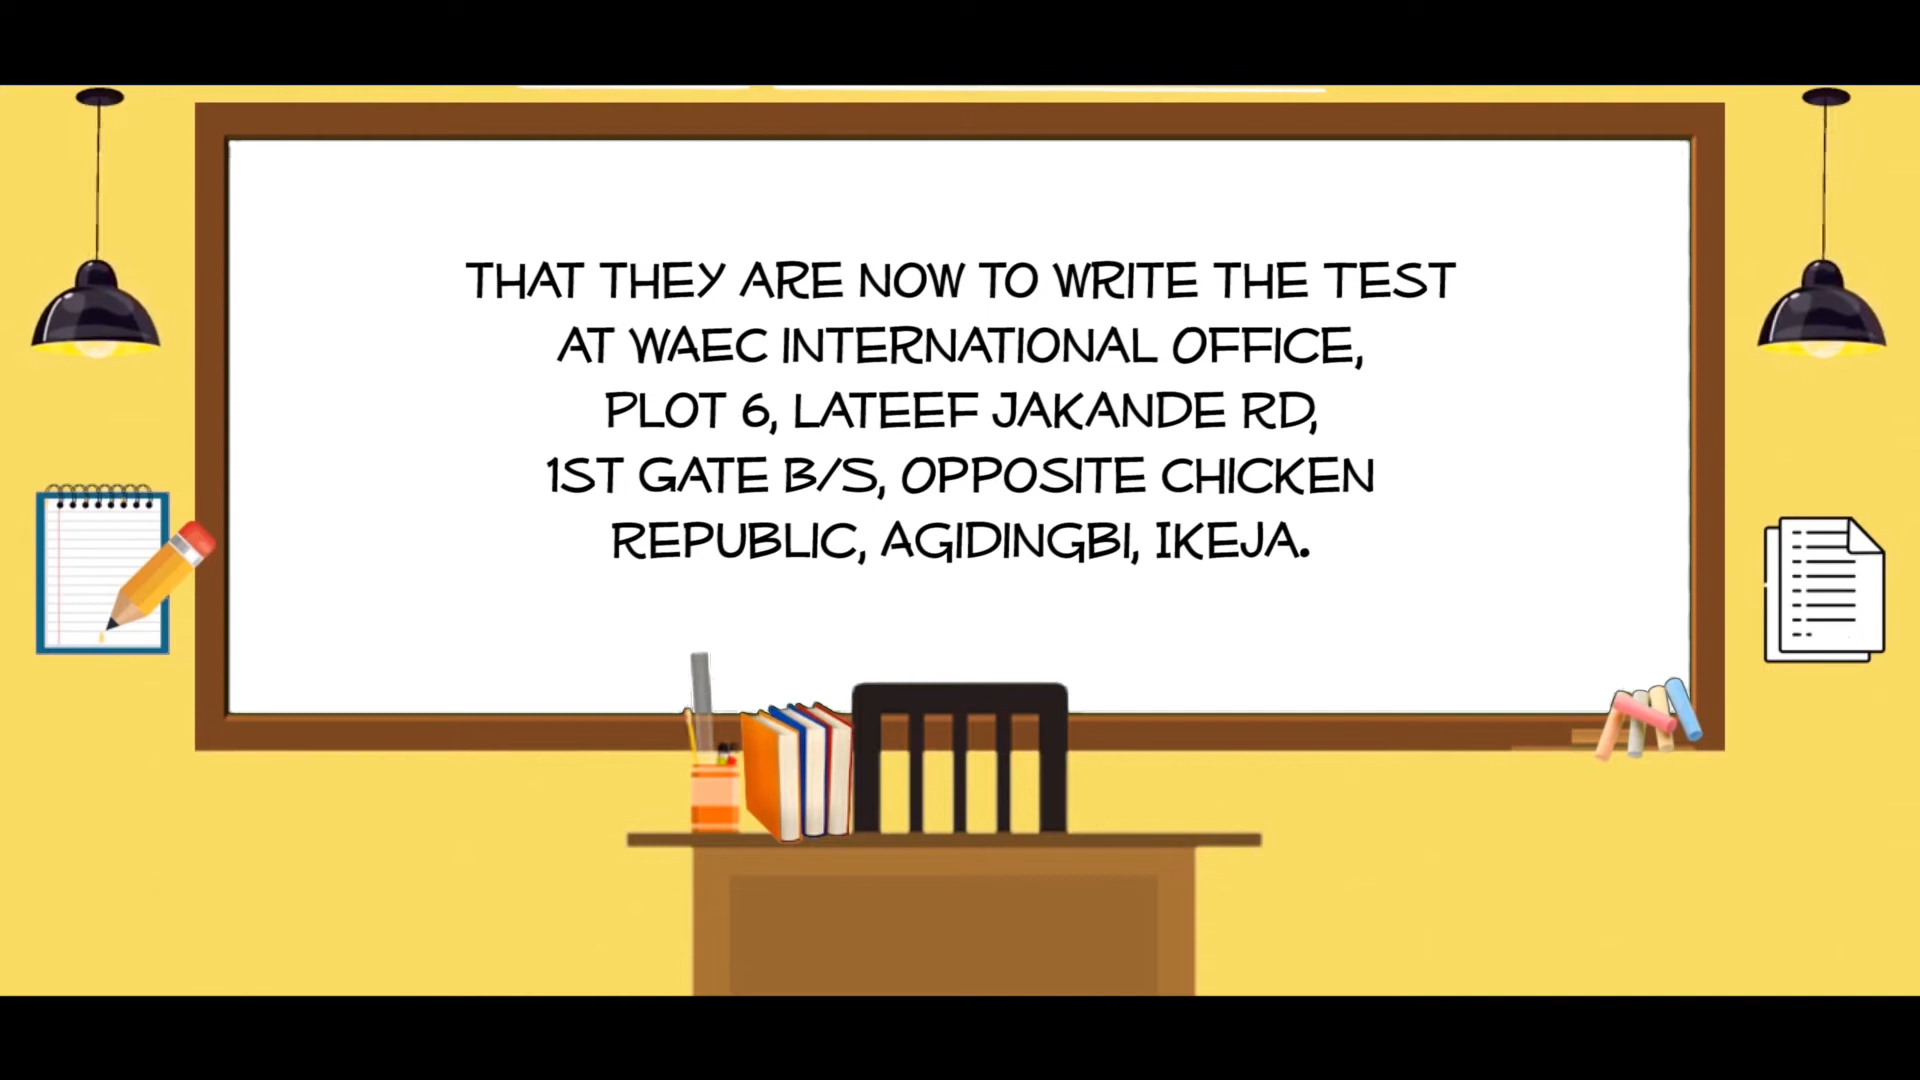 THAT THEY ARE NOW TO WRITE THE TEST
AT WAEC INTERNATIONAL OFFICE,
PLOT 6, LATEEF JAKANDE RD,
1ST GATE B/S, OPPOSITE CHICKEN
REPUBLIC, AGIDINGBI, IKEJA.